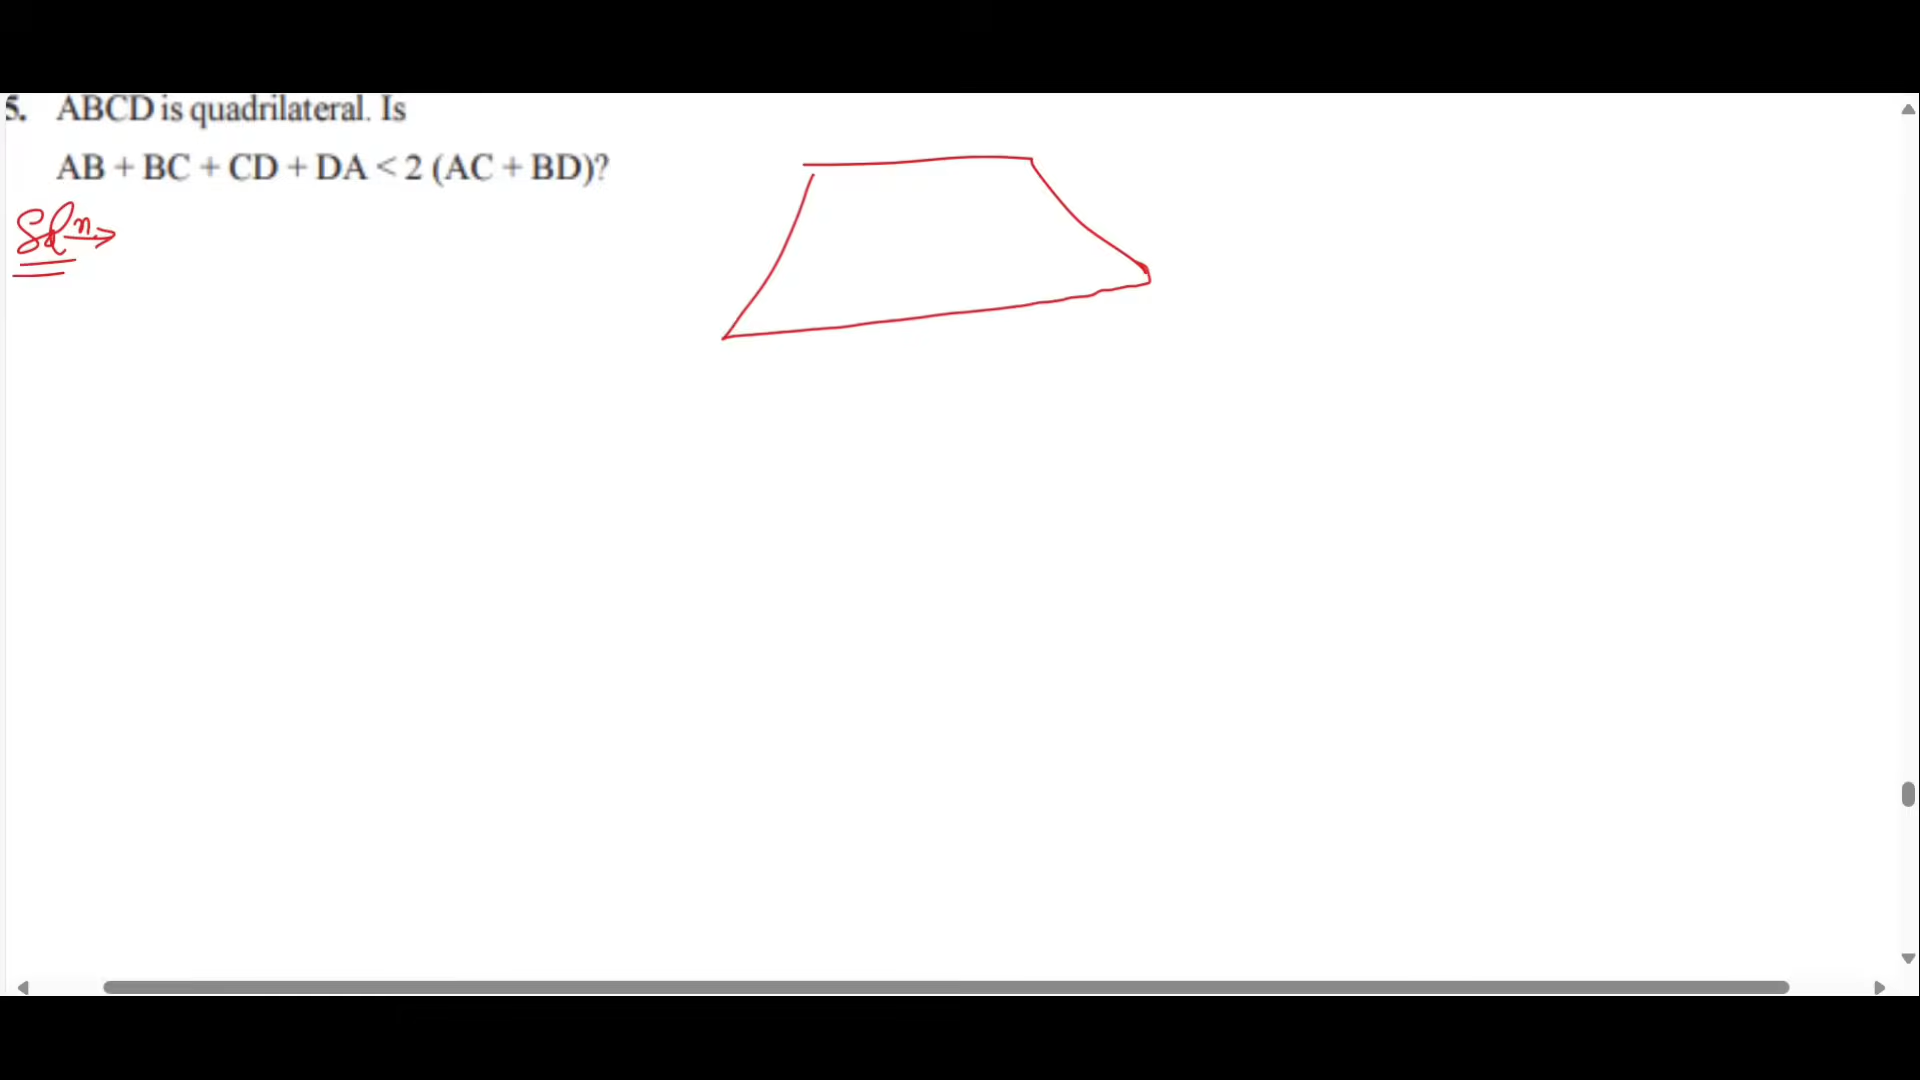 5. ABCD is quadrilateral. Is
AB + BC + CD + DA < 2 (AC + BD)?
Solⁿ→